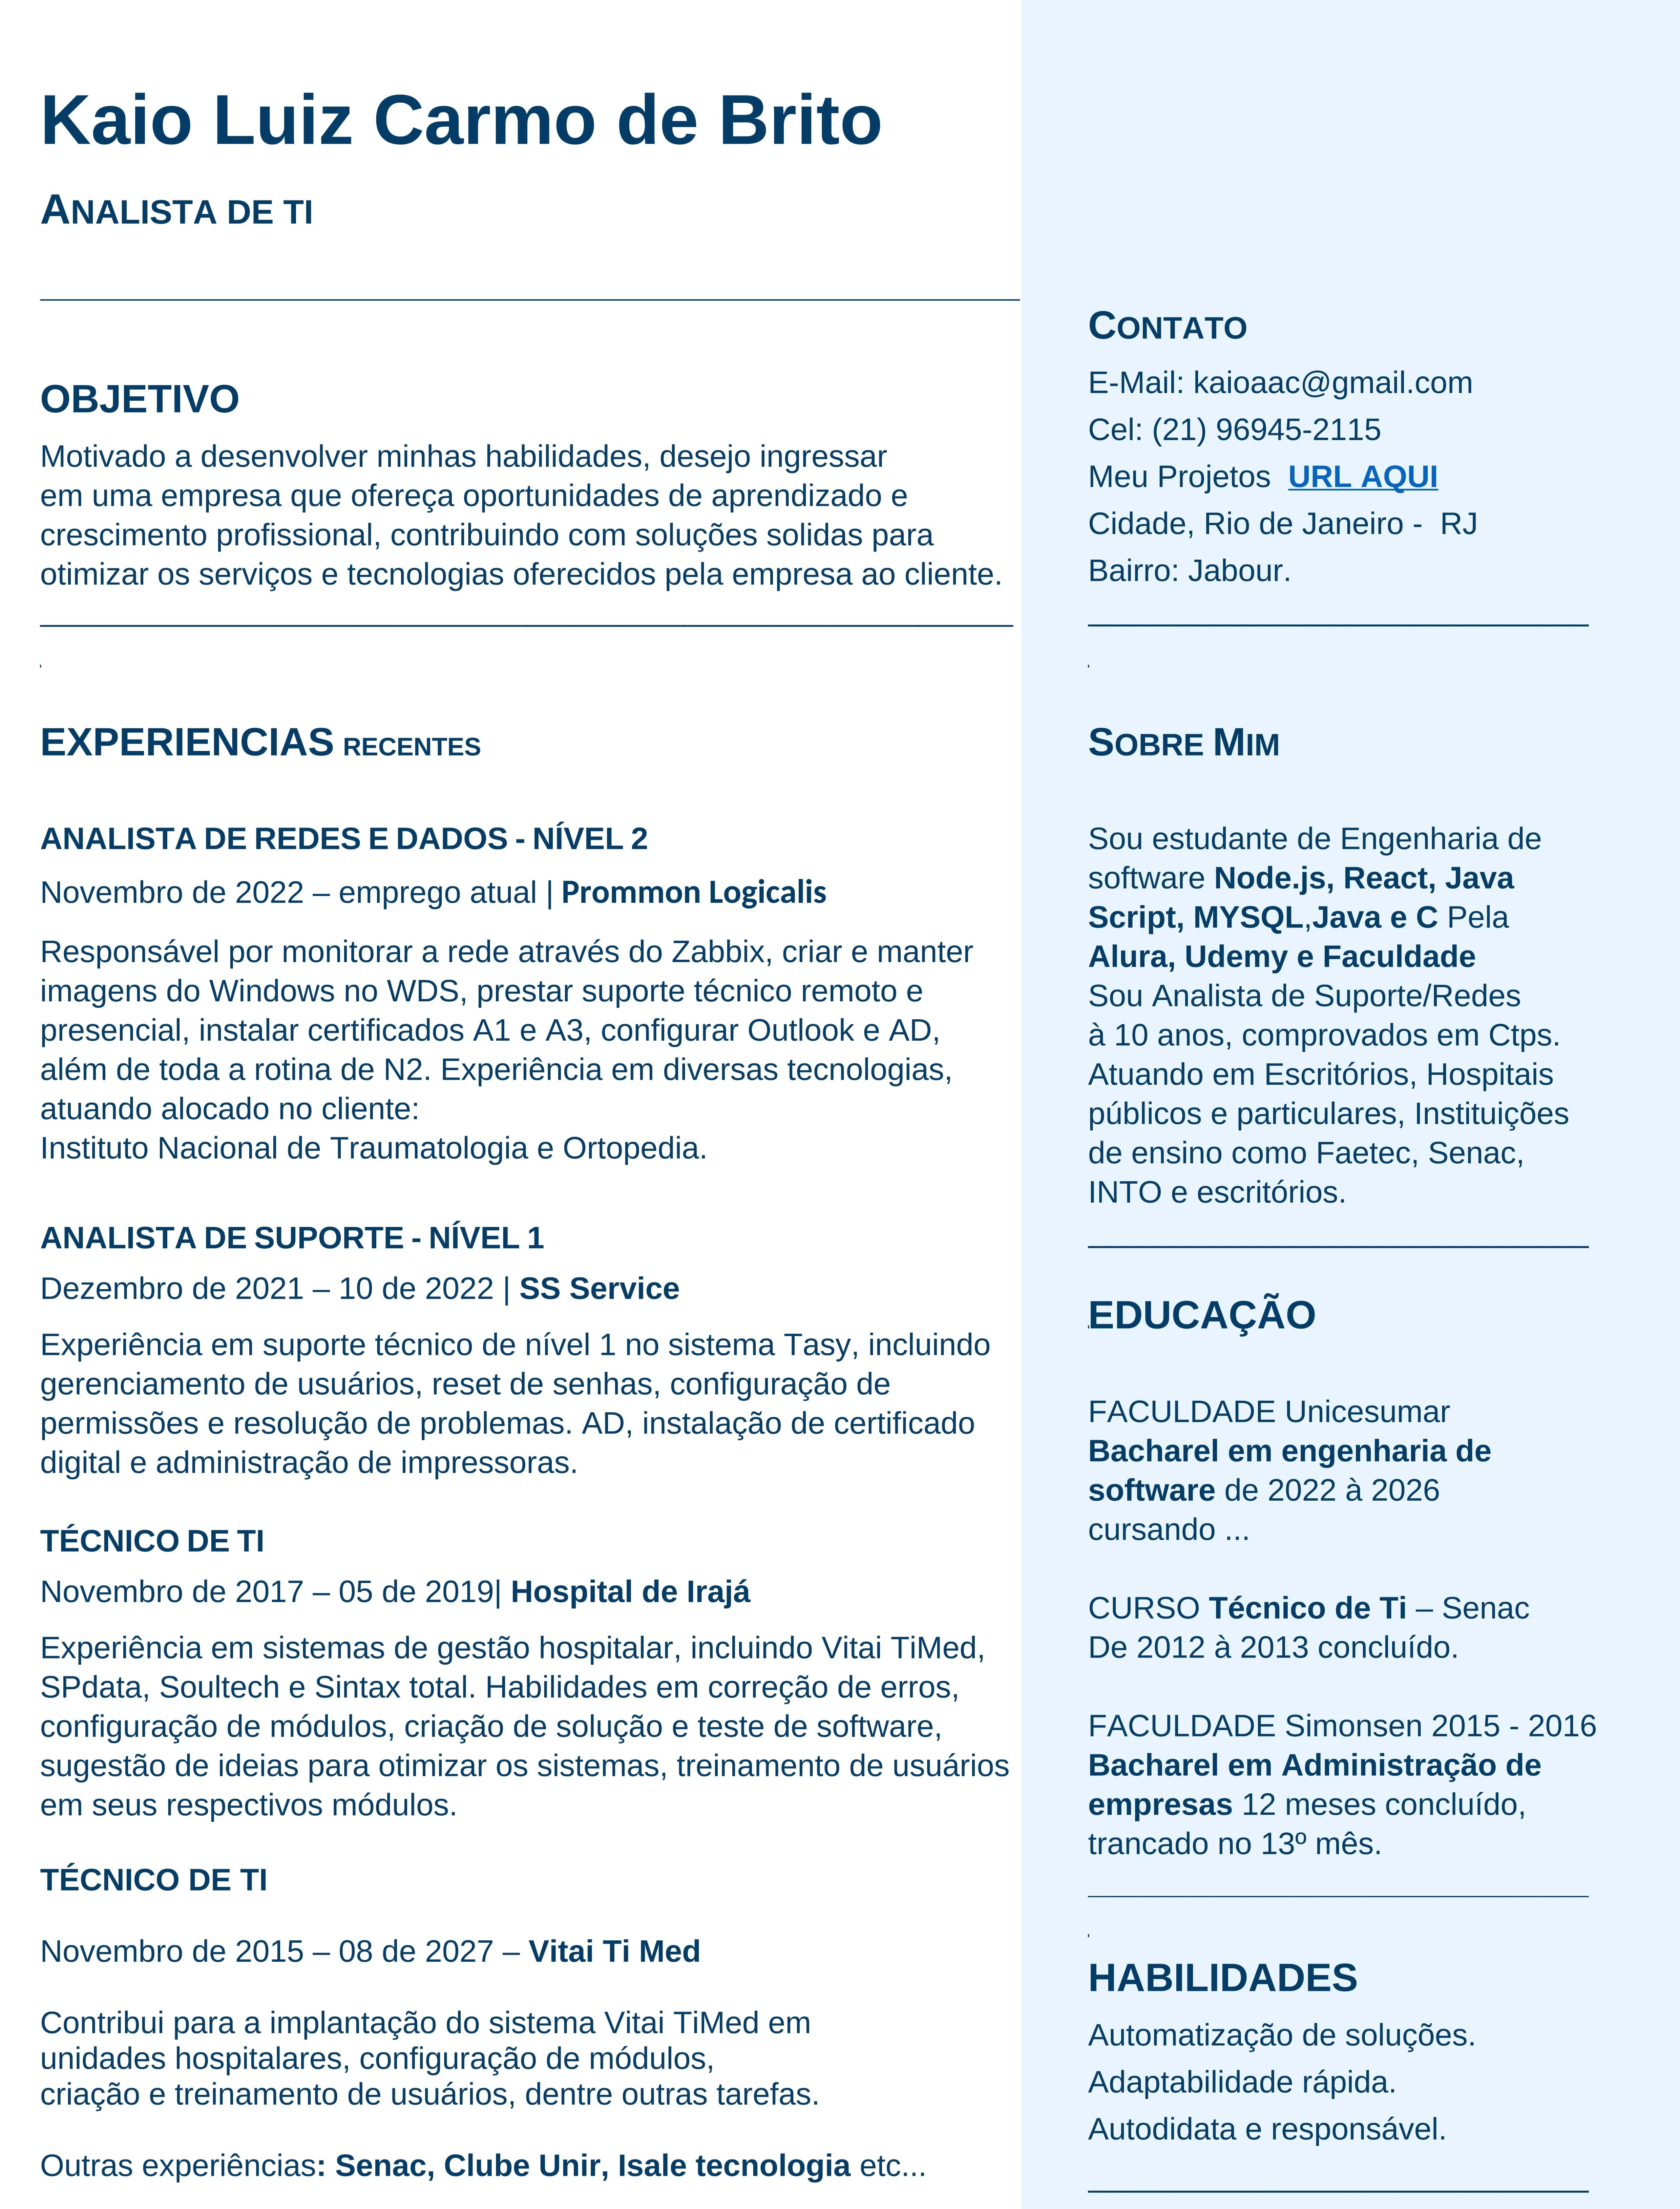 Kaio Luiz Carmo de Brito
ANALISTA DE TI
OBJETIVO
Motivado a desenvolver minhas habilidades, desejo ingressar
em uma empresa que ofereça oportunidades de aprendizado e
crescimento profissional, contribuindo com soluções solidas para
otimizar os serviços e tecnologias oferecidos pela empresa ao cliente.
EXPERIENCIAS RECENTES
ANALISTA DE REDES E DADOS - NÍVEL 2
Novembro de 2022 – emprego atual | Prommon Logicalis
Responsável por monitorar a rede através do Zabbix, criar e manter
imagens do Windows no WDS, prestar suporte técnico remoto e
presencial, instalar certificados A1 e A3, configurar Outlook e AD,
além de toda a rotina de N2. Experiência em diversas tecnologias,
atuando alocado no cliente:
Instituto Nacional de Traumatologia e Ortopedia.
ANALISTA DE SUPORTE - NÍVEL 1
Dezembro de 2021 – 10 de 2022 | SS Service
Experiência em suporte técnico de nível 1 no sistema Tasy, incluindo
gerenciamento de usuários, reset de senhas, configuração de
permissões e resolução de problemas. AD, instalação de certificado
digital e administração de impressoras.
TÉCNICO DE TI
Novembro de 2017 – 05 de 2019| Hospital de Irajá
Experiência em sistemas de gestão hospitalar, incluindo Vitai TiMed,
SPdata, Soultech e Sintax total. Habilidades em correção de erros,
configuração de módulos, criação de solução e teste de software,
sugestão de ideias para otimizar os sistemas, treinamento de usuários
em seus respectivos módulos.
TÉCNICO DE TI
Novembro de 2015 – 08 de 2027 – Vitai Ti Med
Contribui para a implantação do sistema Vitai TiMed em
unidades hospitalares, configuração de módulos,
criação e treinamento de usuários, dentre outras tarefas.
Outras experiências: Senac, Clube Unir, Isale tecnologia etc...
CONTATO
E-Mail: kaioaac@gmail.com
Cel: (21) 96945-2115
Meu Projetos  URL AQUI
Cidade, Rio de Janeiro -  RJ
Bairro: Jabour.
SOBRE MIM
Sou estudante de Engenharia de
software Node.js, React, Java
Script, MYSQL,Java e C Pela
Alura, Udemy e Faculdade
Sou Analista de Suporte/Redes
à 10 anos, comprovados em Ctps.
Atuando em Escritórios, Hospitais
públicos e particulares, Instituições
de ensino como Faetec, Senac,
INTO e escritórios.
EDUCAÇÃO
FACULDADE Unicesumar
Bacharel em engenharia de
software de 2022 à 2026
cursando ...
CURSO Técnico de Ti – Senac
De 2012 à 2013 concluído.
FACULDADE Simonsen 2015 - 2016
Bacharel em Administração de
empresas 12 meses concluído,
trancado no 13º mês.
HABILIDADES
Automatização de soluções.
Adaptabilidade rápida.
Autodidata e responsável.